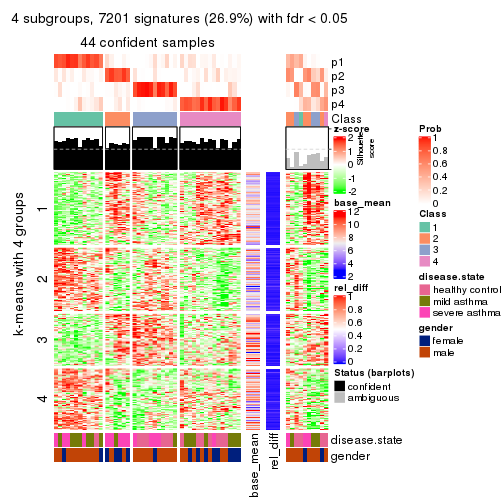 4 subgroups, 7201 signatures (26.9%) with fdr < 0.05
44 confident samples
p1
p2
p3
p4
Class
Silhouette
score
k-means with 4 groups
1
2
3
4
disease.state
gender
base_mean
rel_diff
z-score
2
1
0
-1
-2
base_mean
12
10
8
6
4
2
rel_diff
1
0.8
0.6
0.4
0.2
0
Status (barplots)
confident
ambiguous
Prob
1
0.8
0.6
0.4
0.2
0
Class
1
2
3
4
disease.state
healthy control
mild asthma
severe asthma
gender
female
male